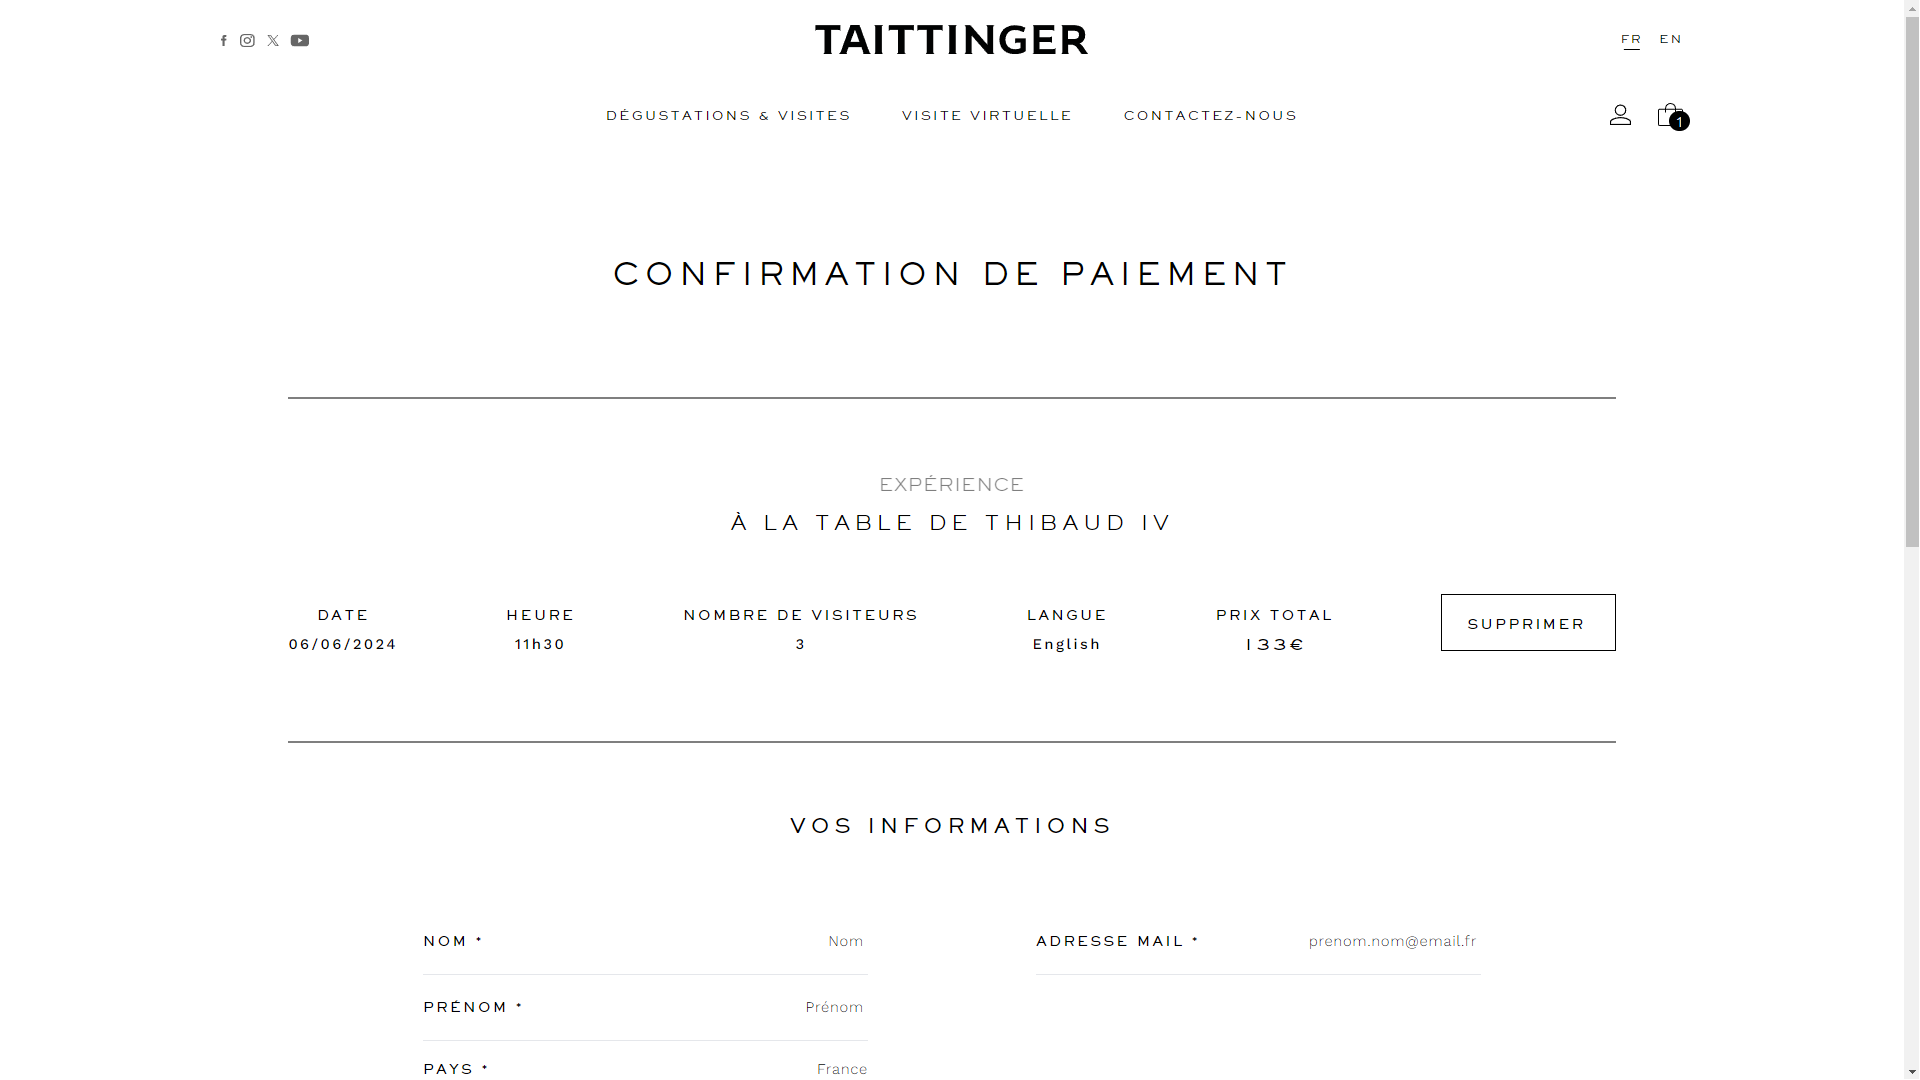 TAITTINGER
FR EN
DÉGUSTATIONS & VISITES VISITE VIRTUELLE CONTACTEZ-NOUS
1
CONFIRMATION DE PAIEMENT
EXPÉRIENCE
À LA TABLE DE THIBAUD IV
DATE HEURE NOMBRE DE VISITEURS LANGUE PRIX TOTAL
06/06/2024 11h30 3 English 133€
SUPPRIMER
VOS INFORMATIONS
NOM * Nom
ADRESSE MAIL * prenom.nom@email.fr
PRÉNOM * Prénom
PAYS * France